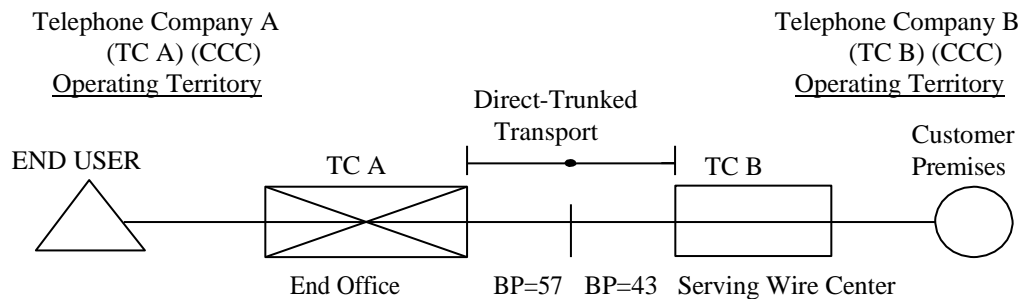 Telephone Company A
(TC A) (CCC)
Operating Territory
Telephone Company B
(TC B) (CCC)
Operating Territory
Direct-Trunked
Transport
Customer
Premises
END USER
TC A
TC B
End Office
BP=57
BP=43
Serving Wire Center